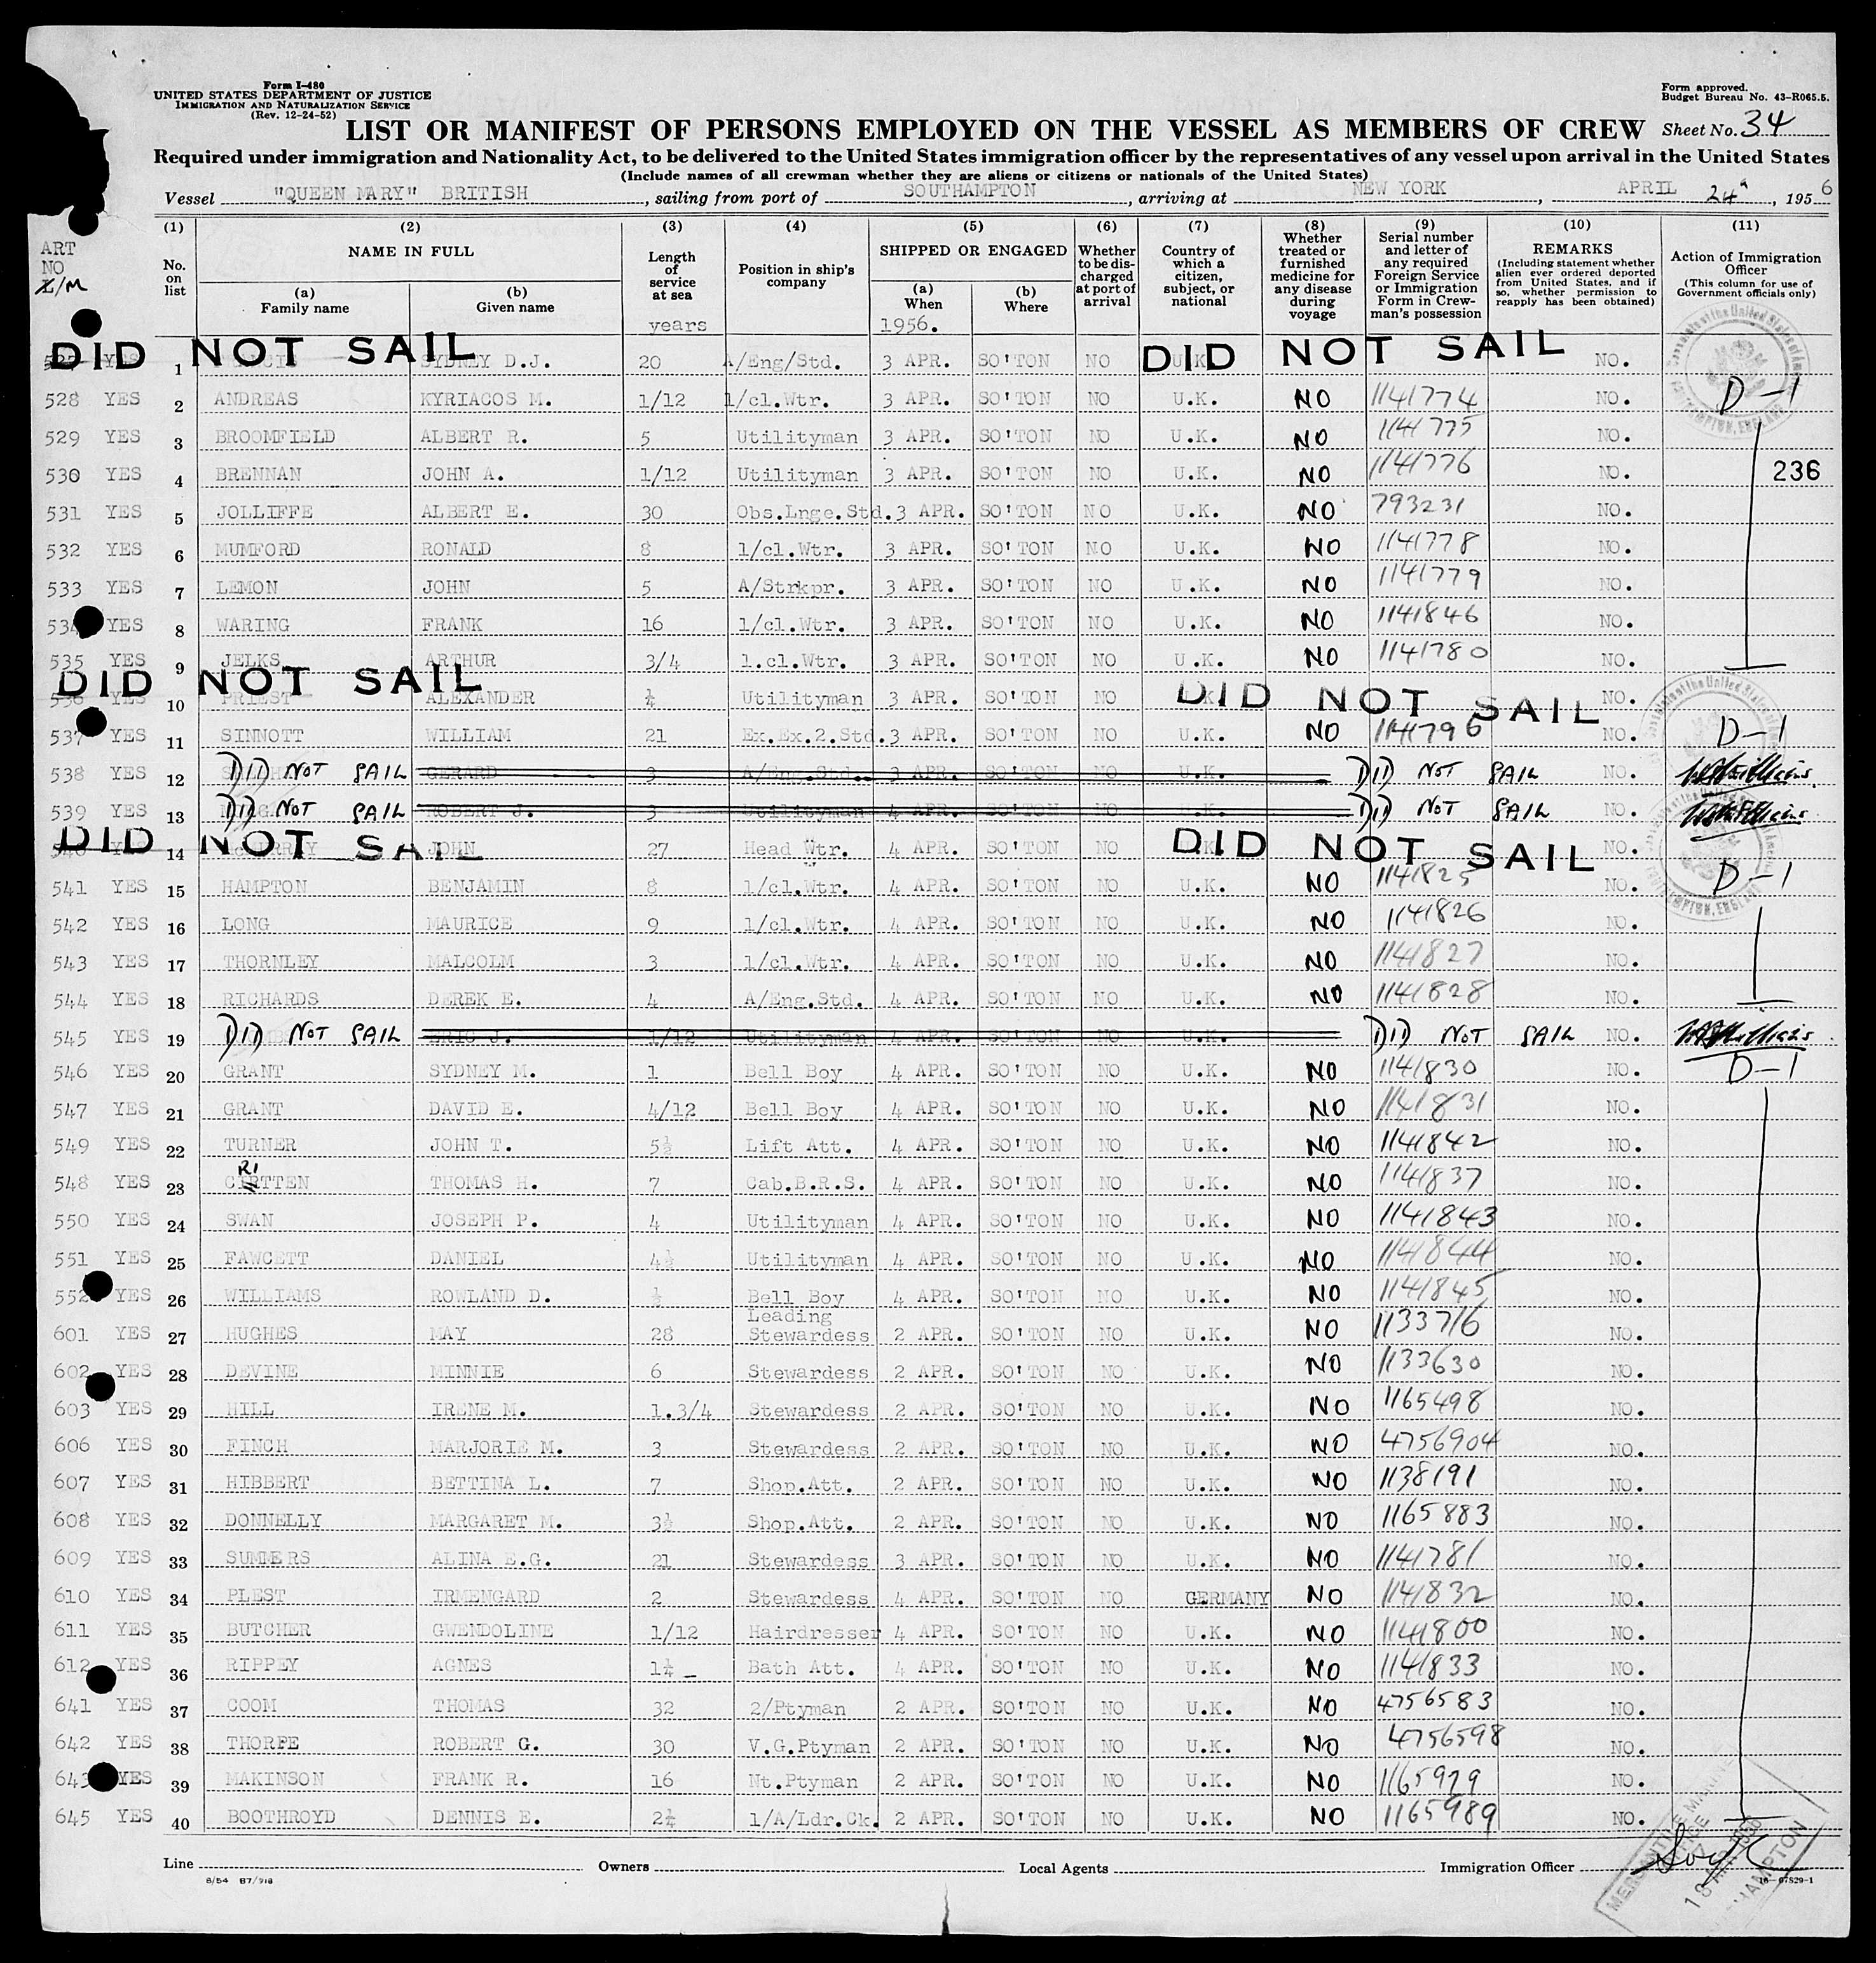 Form I-480
UNITED STATES DEPARTMENT OF JUSTICE
IMMIGRATION AND NATURALIZATION SERVICE
(Rev. 12-24-52)
Form approved.
Budget Bureau No. 43-R065.5.
LIST OR MANIFEST OF PERSONS EMPLOYED ON THE VESSEL AS MEMBERS OF CREW Sheet No. 34
Required under immigration and Nationality Act, to be delivered to the United States immigration officer by the representatives of any vessel upon arrival in the United States
(Include names of all crewman whether they are aliens or citizens or nationals of the United States)
Vessel "QUEEN MARY" BRITISH, sailing from port of SOUTHAMPTON, arriving at NEW YORK, APRIL 24, 1956
ART NO Z/M
(1) No. on list
(2) NAME IN FULL (a) Family name (b) Given name
(3) Length of service at sea years
(4) Position in ship's company
(5) SHIPPED OR ENGAGED (a) When 1956. (b) Where
(6) Whether to be discharged at port of arrival
(7) Country of which a citizen, subject, or national
(8) Whether treated or furnished medicine for any disease during voyage
(9) Serial number and letter of any required Foreign Service or Immigration Form in Crewman's possession
(10) REMARKS (Including statement whether alien ever ordered deported from United States, and if so, whether permission to reapply has been obtained)
(11) Action of Immigration Officer (This column for use of Government officials only)
DID NOT SAIL 1 SYDNEY D.J. 20 A/Eng/Std. 3 APR. SO'TON NO DID NOT SAIL NO.
528 YES 2 ANDREAS KYRIACOS M. 1/12 1/cl.Wtr. 3 APR. SO'TON NO U.K. NO 1141774 NO. D-1
529 YES 3 BROOMFIELD ALBERT R. 5 Utilityman 3 APR. SO'TON NO U.K. NO 1141775 NO.
530 YES 4 BRENNAN JOHN A. 1/12 Utilityman 3 APR. SO'TON NO U.K. NO 1141776 NO. 236
531 YES 5 JOLLIFFE ALBERT E. 30 Obs.Lnge.Std. 3 APR. SO'TON NO U.K. NO 793231 NO.
532 YES 6 MUMFORD RONALD 8 1/cl.Wtr. 3 APR. SO'TON NO U.K. NO 1141778 NO.
533 YES 7 LEMON JOHN 5 A/Strkpr. 3 APR. SO'TON NO U.K. NO 1141779 NO.
534 YES 8 WARING FRANK 16 1/cl.Wtr. 3 APR. SO'TON NO U.K. NO 1141846 NO.
535 YES 9 JELKS ARTHUR 3/4 1.cl.Wtr. 3 APR. SO'TON NO U.K. NO 1141780 NO.
DID NOT SAIL
536 YES 10 PRIEST ALEXANDER ¼ Utilityman 3 APR. SO'TON NO U.K. DID NOT SAIL NO.
537 YES 11 SINNOTT WILLIAM 21 Ex.Ex.2.Std. 3 APR. SO'TON NO U.K. NO 1141796 NO. D-1
538 YES 12 DID NOT SAIL GERARD 3 A/Eng.Std. 3 APR. SO'TON NO U.K. DID NOT SAIL NO.
539 YES 13 DID NOT SAIL ROBERT J. 3 Utilityman 4 APR. SO'TON NO U.K. DID NOT SAIL NO.
DID NOT SAIL 14 JOHN 27 Head Wtr. 4 APR. SO'TON NO DID NOT SAIL NO.
541 YES 15 HAMPTON BENJAMIN 8 1/cl.Wtr. 4 APR. SO'TON NO U.K. NO 1141825 NO. D-1
542 YES 16 LONG MAURICE 9 1/cl.Wtr. 4 APR. SO'TON NO U.K. NO 1141826 NO.
543 YES 17 THORNLEY MALCOLM 3 1/cl.Wtr. 4 APR. SO'TON NO U.K. NO 1141827 NO.
544 YES 18 RICHARDS DEREK E. 4 A/Eng.Std. 4 APR. SO'TON NO U.K. NO 1141828 NO.
545 YES 19 DID NOT SAIL ERIC J. 1/12 Utilityman 4 APR. SO'TON NO U.K. DID NOT SAIL NO.
546 YES 20 GRANT SYDNEY M. 1 Bell Boy 4 APR. SO'TON NO U.K. NO 1141830 NO. D-1
547 YES 21 GRANT DAVID E. 4/12 Bell Boy 4 APR. SO'TON NO U.K. NO 1141831 NO.
549 YES 22 TURNER JOHN T. 5½ Lift Att. 4 APR. SO'TON NO U.K. NO 1141842 NO.
548 YES 23 CRITTEN THOMAS H. 7 Cab.B.R.S. 4 APR. SO'TON NO U.K. NO 1141837 NO.
550 YES 24 SWAN JOSEPH P. 4 Utilityman 4 APR. SO'TON NO U.K. NO 1141843 NO.
551 YES 25 FAWCETT DANIEL 4½ Utilityman 4 APR. SO'TON NO U.K. NO 1141844 NO.
552 YES 26 WILLIAMS ROWLAND D. ½ Bell Boy 4 APR. SO'TON NO U.K. NO 1141845 NO.
601 YES 27 HUGHES MAY 28 Leading Stewardess 2 APR. SO'TON NO U.K. NO 1133716 NO.
602 YES 28 DEVINE MINNIE 6 Stewardess 2 APR. SO'TON NO U.K. NO 1133630 NO.
603 YES 29 HILL IRENE M. 1.3/4 Stewardess 2 APR. SO'TON NO U.K. NO 1165498 NO.
606 YES 30 FINCH MARJORIE M. 3 Stewardess 2 APR. SO'TON NO U.K. NO 4756904 NO.
607 YES 31 HIBBERT BETTINA L. 7 Shop.Att. 2 APR. SO'TON NO U.K. NO 1138191 NO.
608 YES 32 DONNELLY MARGARET M. 3½ Shop.Att. 2 APR. SO'TON NO U.K. NO 1165883 NO.
609 YES 33 SUMMERS ALINA E.G. 21 Stewardess 3 APR. SO'TON NO U.K. NO 1141781 NO.
610 YES 34 PLEST IRMENGARD 2 Stewardess 4 APR. SO'TON NO GERMANY NO 1141832 NO.
611 YES 35 BUTCHER GWENDOLINE 1/12 Hairdresser 4 APR. SO'TON NO U.K. NO 1141800 NO.
612 YES 36 RIPPEY AGNES 1¼ Bath Att. 4 APR. SO'TON NO U.K. NO 1141833 NO.
641 YES 37 COOM THOMAS 32 2/Ptyman 2 APR. SO'TON NO U.K. NO 4756583 NO.
642 YES 38 THORPE ROBERT G. 30 V.G.Ptyman 2 APR. SO'TON NO U.K. NO 4756598 NO.
643 YES 39 MAKINSON FRANK R. 16 Nt.Ptyman 2 APR. SO'TON NO U.K. NO 1165979 NO.
645 YES 40 BOOTHROYD DENNIS E. 2¼ 1/A/Ldr.Ck. 2 APR. SO'TON NO U.K. NO 1165989 NO.
Line Owners Local Agents Immigration Officer
8/54 B7/918
16-67829-1